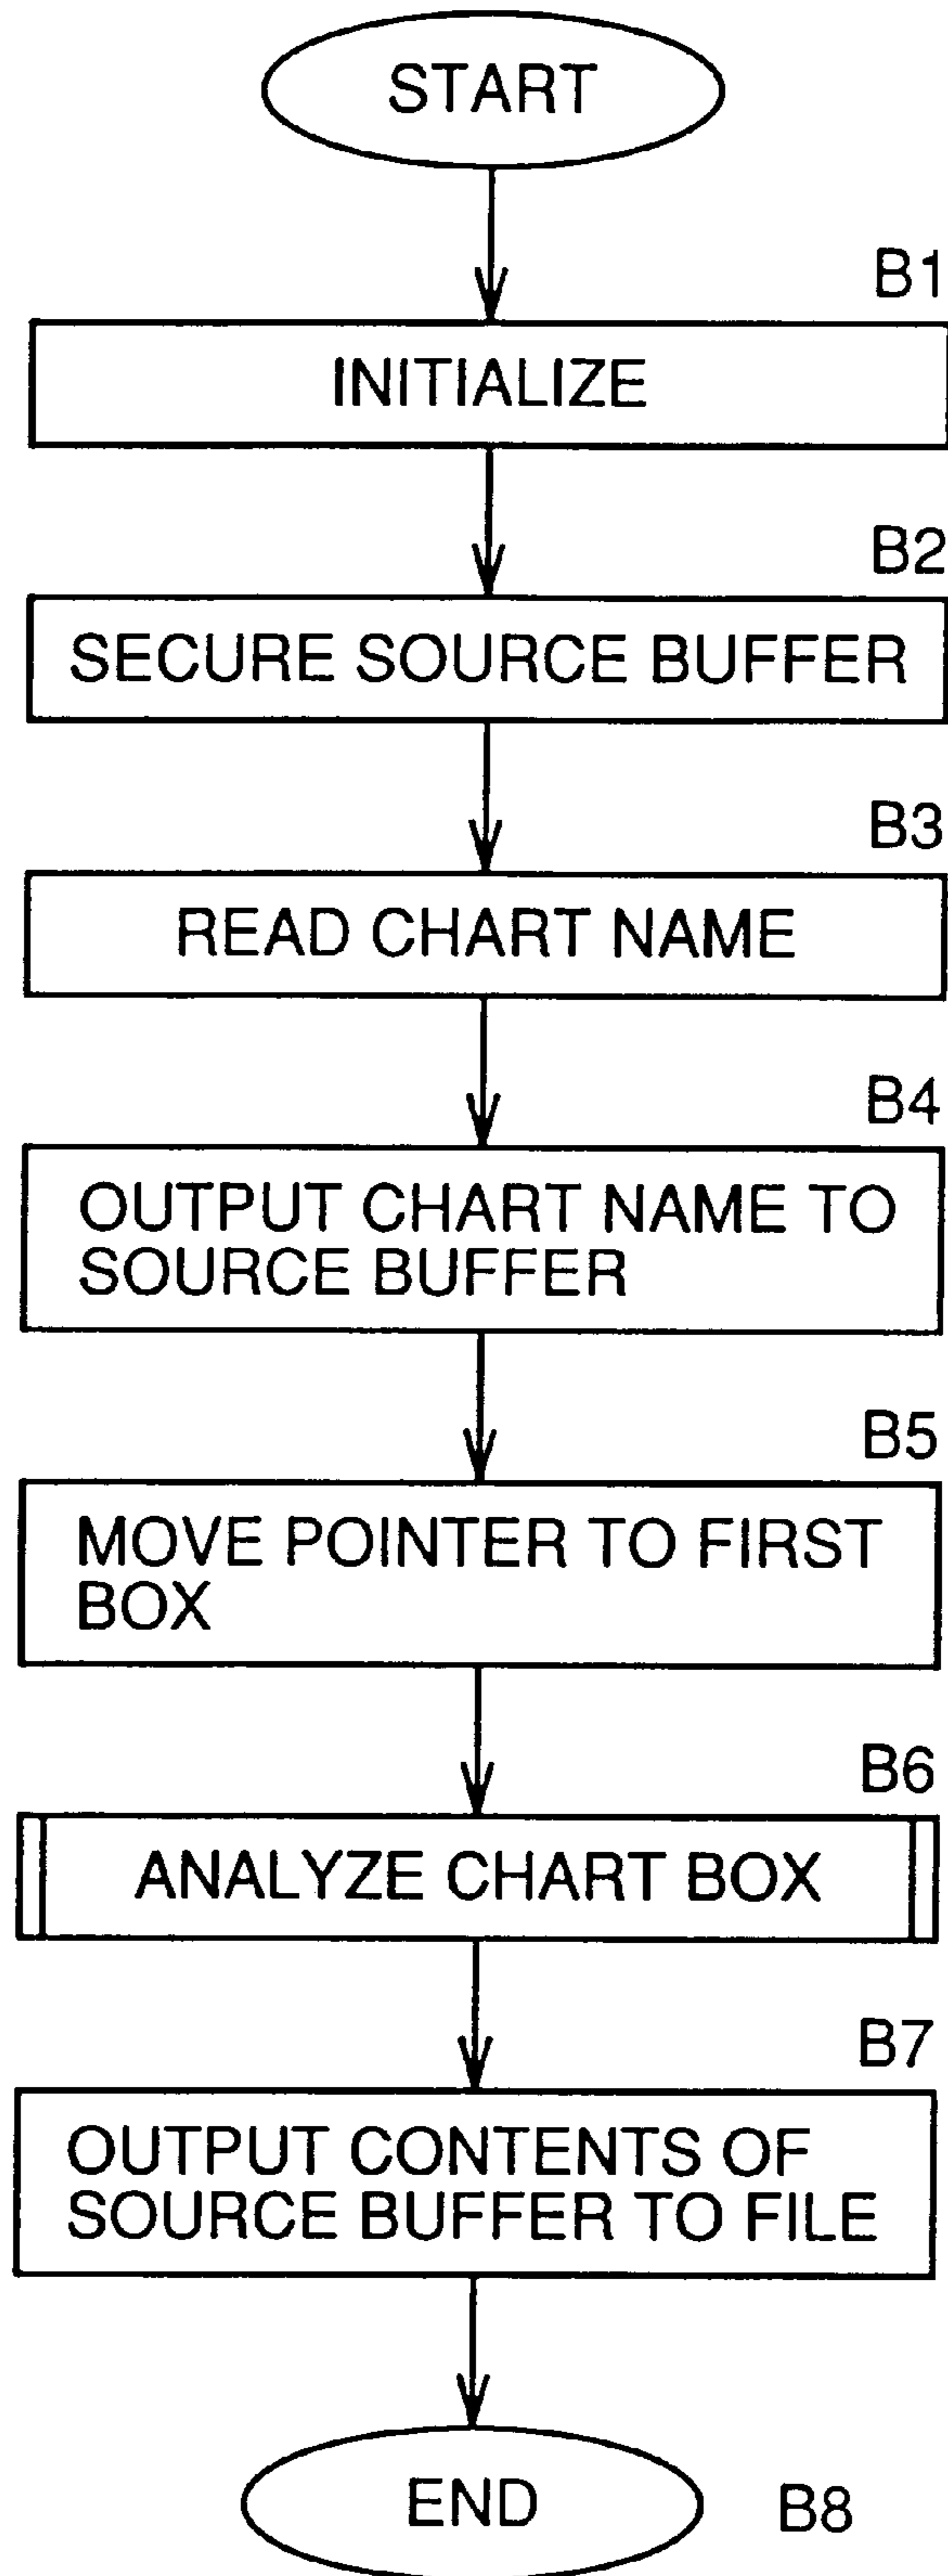 START
B1
INITIALIZE
B2
SECURE SOURCE BUFFER
B3
READ CHART NAME
B4
OUTPUT CHART NAME TO
SOURCE BUFFER
B5
MOVE POINTER TO FIRST
BOX
B6
ANALYZE CHART BOX
B7
OUTPUT CONTENTS OF
SOURCE BUFFER TO FILE
END
B8